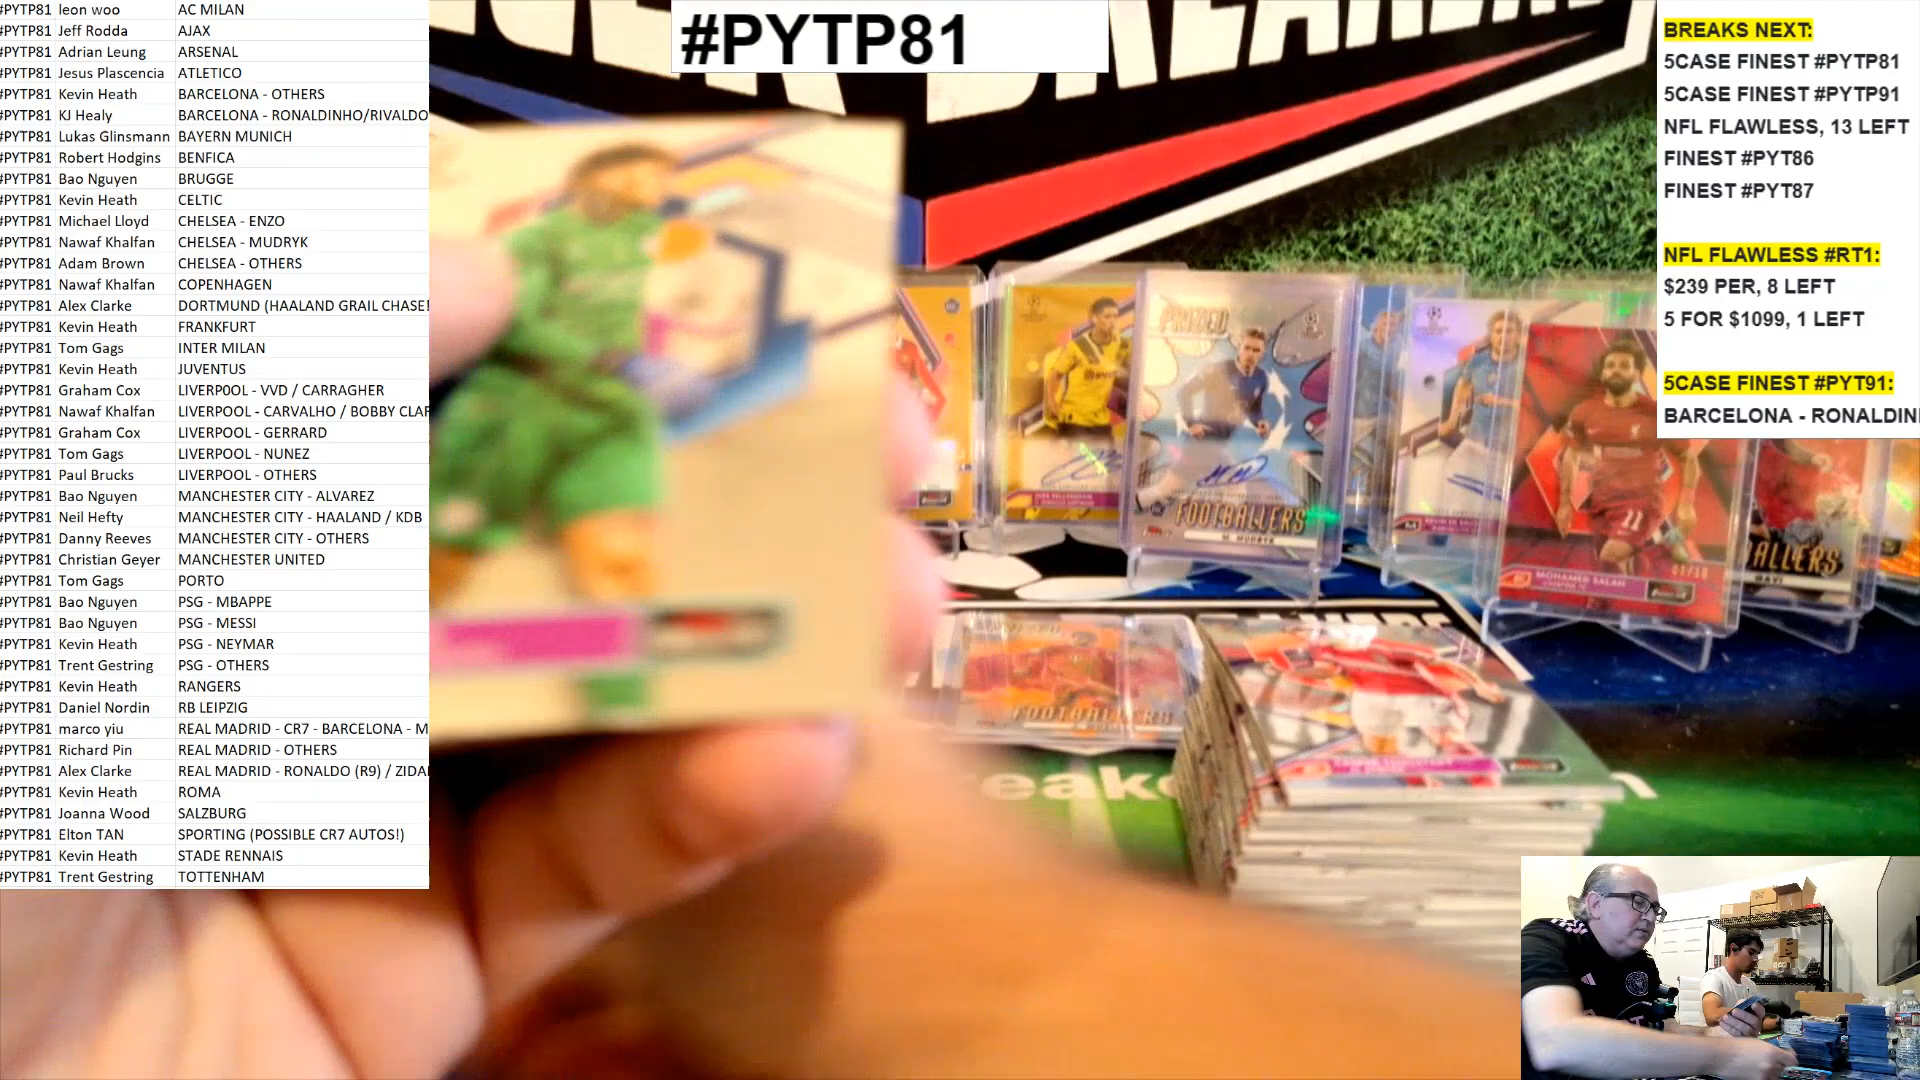 #PYTP81 leon woo AC MILAN
#PYTP81 Jeff Rodda AJAX
#PYTP81 Adrian Leung ARSENAL
#PYTP81 Jesus Plascencia ATLETICO
#PYTP81 Kevin Heath BARCELONA - OTHERS
#PYTP81 KJ Healy BARCELONA - RONALDINHO/RIVALDO
#PYTP81 Lukas Glinsmann BAYERN MUNICH
#PYTP81 Robert Hodgins BENFICA
#PYTP81 Bao Nguyen BRUGGE
#PYTP81 Kevin Heath CELTIC
#PYTP81 Michael Lloyd CHELSEA - ENZO
#PYTP81 Nawaf Khalfan CHELSEA - MUDRYK
#PYTP81 Adam Brown CHELSEA - OTHERS
#PYTP81 Nawaf Khalfan COPENHAGEN
#PYTP81 Alex Clarke DORTMUND (HAALAND GRAIL CHASE!
#PYTP81 Kevin Heath FRANKFURT
#PYTP81 Tom Gags INTER MILAN
#PYTP81 Kevin Heath JUVENTUS
#PYTP81 Graham Cox LIVERPOOL - VVD / CARRAGHER
#PYTP81 Nawaf Khalfan LIVERPOOL - CARVALHO / BOBBY CLAR
#PYTP81 Graham Cox LIVERPOOL - GERRARD
#PYTP81 Tom Gags LIVERPOOL - NUNEZ
#PYTP81 Paul Brucks LIVERPOOL - OTHERS
#PYTP81 Bao Nguyen MANCHESTER CITY - ALVAREZ
#PYTP81 Neil Hefty MANCHESTER CITY - HAALAND / KDB
#PYTP81 Danny Reeves MANCHESTER CITY - OTHERS
#PYTP81 Christian Geyer MANCHESTER UNITED
#PYTP81 Tom Gags PORTO
#PYTP81 Bao Nguyen PSG - MBAPPE
#PYTP81 Bao Nguyen PSG - MESSI
#PYTP81 Kevin Heath PSG - NEYMAR
#PYTP81 Trent Gestring PSG - OTHERS
#PYTP81 Kevin Heath RANGERS
#PYTP81 Daniel Nordin RB LEIPZIG
#PYTP81 marco yiu REAL MADRID - CR7 - BARCELONA - M
#PYTP81 Richard Pin REAL MADRID - OTHERS
#PYTP81 Alex Clarke REAL MADRID - RONALDO (R9) / ZIDA
#PYTP81 Kevin Heath ROMA
#PYTP81 Joanna Wood SALZBURG
#PYTP81 Elton TAN SPORTING (POSSIBLE CR7 AUTOS!)
#PYTP81 Kevin Heath STADE RENNAIS
#PYTP81 Trent Gestring TOTTENHAM
#PYTP81
BREAKS NEXT:
5CASE FINEST #PYTP81
5CASE FINEST #PYTP91
NFL FLAWLESS, 13 LEFT
FINEST #PYT86
FINEST #PYT87
NFL FLAWLESS #RT1:
$239 PER, 8 LEFT
5 FOR $1099, 1 LEFT
5CASE FINEST #PYT91:
BARCELONA - RONALDIN
PRIZED
FOOTBALLERS
M. MUDRYK
MOHAMED SALAH
BALLERS
GAVI
FOOTBALLERS